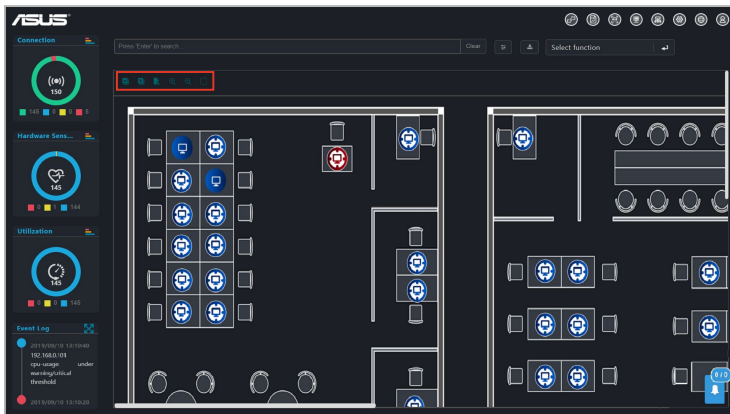 ASUS
Connection
150
145 0 0 5
Hardware Sens...
145
0 1 144
Utilization
145
0 0 145
Event Log
2019/09/10 13:10:40
192.168.0.101
cpu-usage under
warning/critical
threshold
2019/09/10 13:10:20
Press 'Enter' to search...
Clear
Select function
0/0